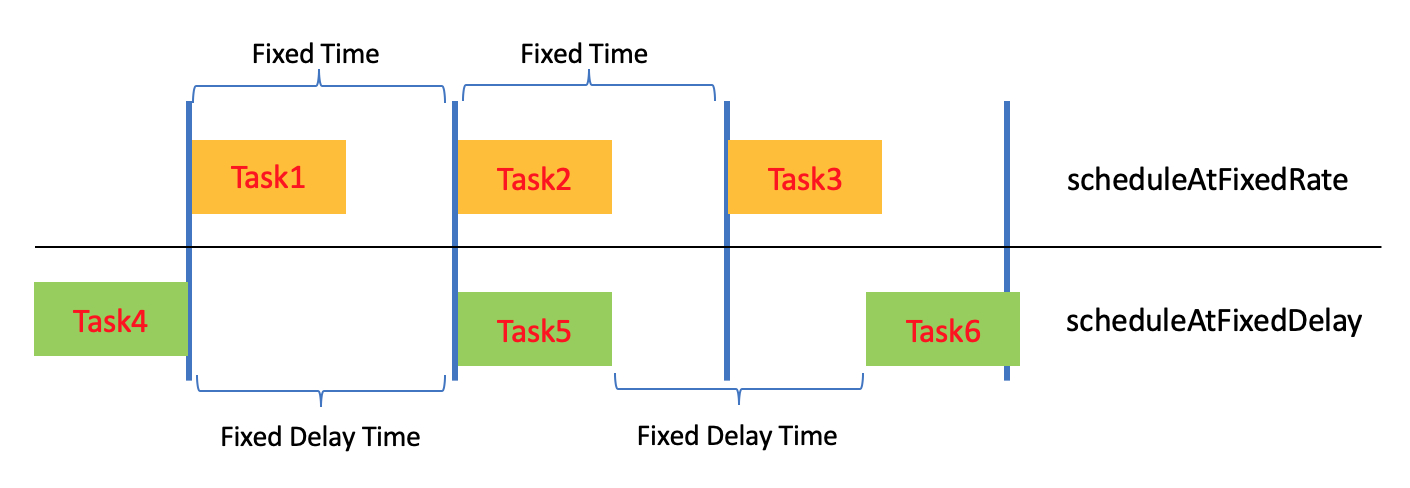 Fixed Time
Fixed Time
Task1
Task2
Task3
scheduleAtFixedRate
Task4
Task5
Task6
scheduleAtFixedDelay
Fixed Delay Time
Fixed Delay Time